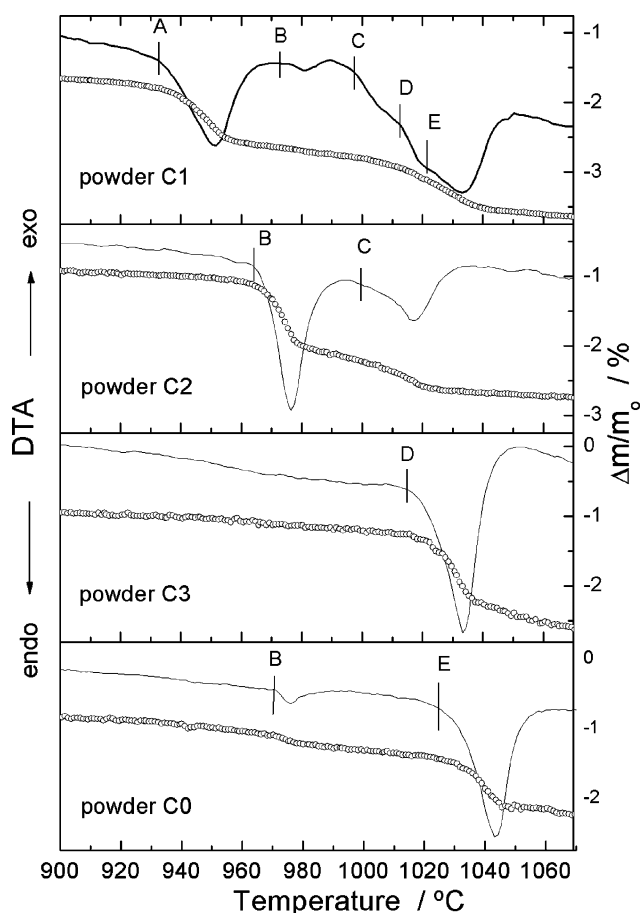 A
B
C
D
E
powder C1
-1
-2
-3
B
C
powder C2
-1
-2
-3
D
powder C3
0
-1
-2
B
E
powder C0
0
-1
-2
endo
DTA
exo
Δm/mₒ / %
900 920 940 960 980 1000 1020 1040 1060
Temperature / ºC